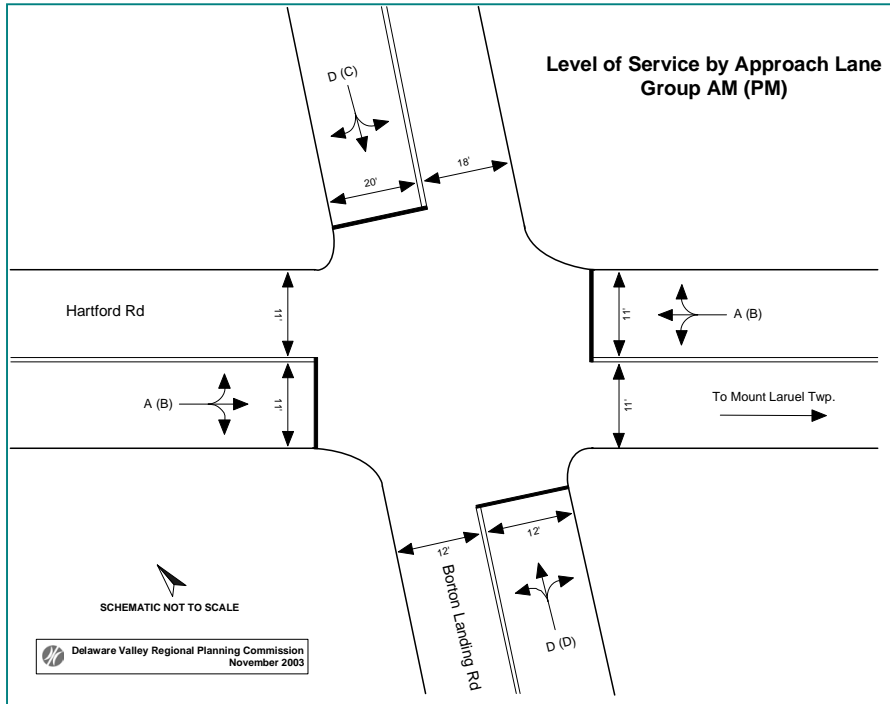 Level of Service by Approach Lane
Group AM (PM)
D (C)
20'
18'
Hartford Rd
11'
11'
A (B)
A (B)
11'
11'
To Mount Laruel Twp.
12'
12'
Borton Landing Rd
D (D)
SCHEMATIC NOT TO SCALE
Delaware Valley Regional Planning Commission
November 2003